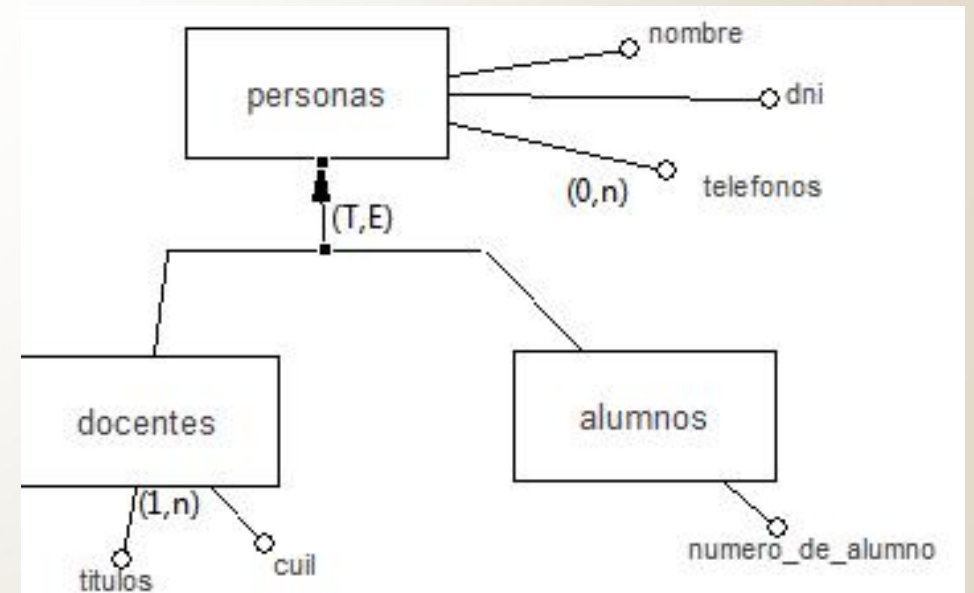 nombre
personas
dni
(0,n)
telefonos
(T,E)
docentes
alumnos
(1,n)
titulos
cuil
numero_de_alumno